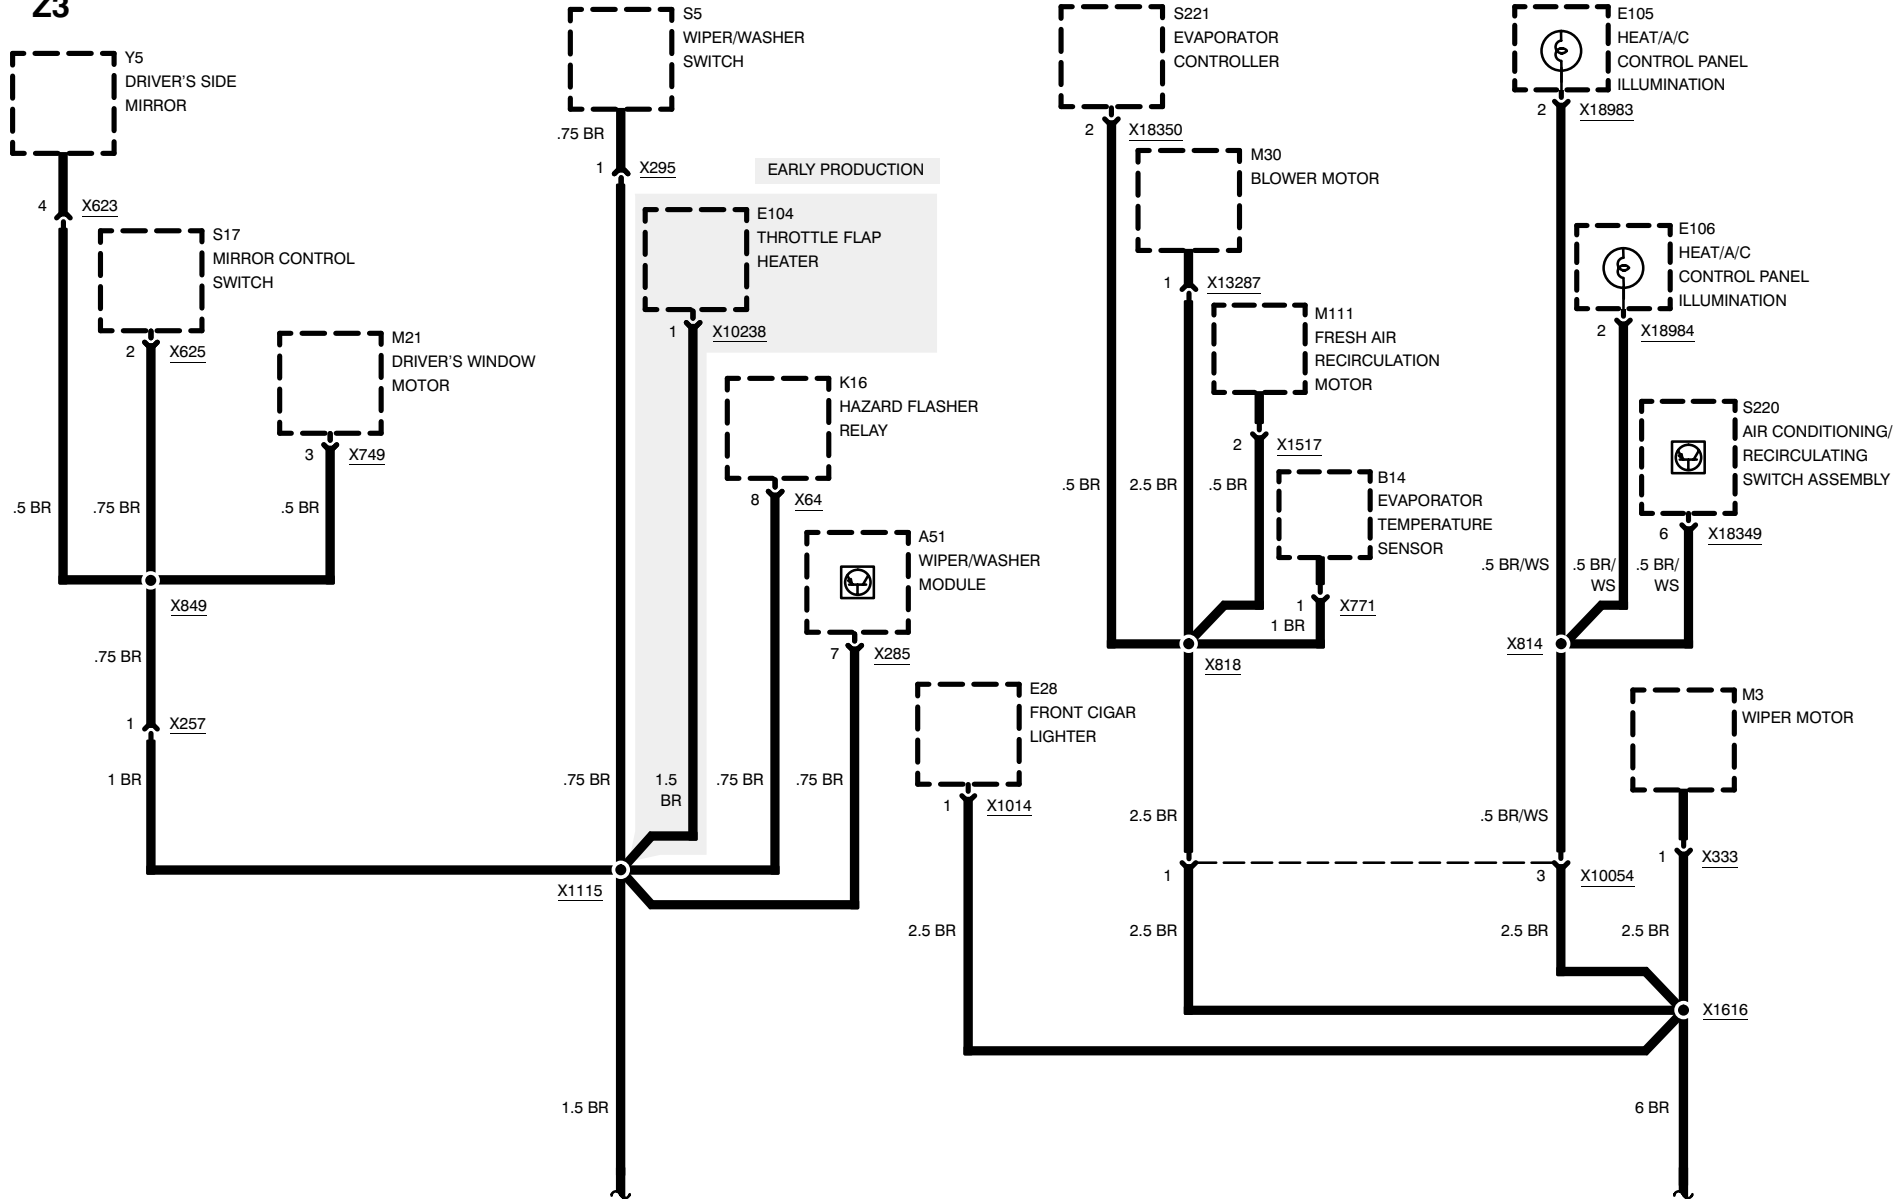 Z3
Y5
DRIVER'S SIDE
MIRROR
4
X623
S17
MIRROR CONTROL
SWITCH
2
X625
M21
DRIVER'S WINDOW
MOTOR
3
X749
.5 BR
.75 BR
.5 BR
X849
.75 BR
1
X257
1 BR
S5
WIPER/WASHER
SWITCH
.75 BR
1
X295
EARLY PRODUCTION
E104
THROTTLE FLAP
HEATER
1
X10238
K16
HAZARD FLASHER
RELAY
8
X64
A51
WIPER/WASHER
MODULE
7
X285
.75 BR
1.5
BR
.75 BR
.75 BR
X1115
1.5 BR
E28
FRONT CIGAR
LIGHTER
1
X1014
2.5 BR
S221
EVAPORATOR
CONTROLLER
2
X18350
M30
BLOWER MOTOR
1
X13287
M111
FRESH AIR
RECIRCULATION
MOTOR
2
X1517
.5 BR
2.5 BR
.5 BR
B14
EVAPORATOR
TEMPERATURE
SENSOR
1
X771
1 BR
X818
2.5 BR
1
2.5 BR
E105
HEAT/A/C
CONTROL PANEL
ILLUMINATION
2
X18983
E106
HEAT/A/C
CONTROL PANEL
ILLUMINATION
2
X18984
S220
AIR CONDITIONING/
RECIRCULATING
SWITCH ASSEMBLY
6
X18349
.5 BR/WS
.5 BR/
WS
.5 BR/
WS
X814
M3
WIPER MOTOR
.5 BR/WS
1
X333
3
X10054
2.5 BR
2.5 BR
X1616
6 BR